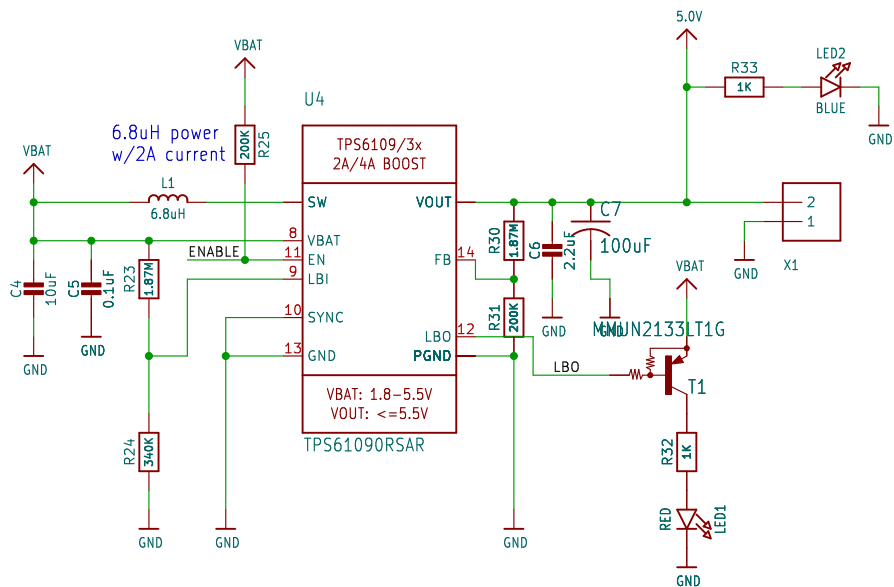 5.0V
VBAT
LED2
R33
1K
BLUE
GND
U4
6.8uH power
w/2A current
200K
R25
TPS6109/3x
2A/4A BOOST
VBAT
L1
6.8uH
SW
VOUT
C7
100uF
2
1
X1
GND
8
VBAT
ENABLE
11
EN
9
LBI
14
FB
R30
1.87M
C6
2.2uF
C4
10uF
C5
0.1uF
R23
1.87M
VBAT
10
SYNC
R31
200K
GND
GND
MMUN2133LT1G
12
LBO
13
GND
PGND
GND
GND
LBO
T1
VBAT: 1.8-5.5V
VOUT: <=5.5V
TPS61090RSAR
R24
340K
R32
1K
RED
LED1
GND
GND
GND
GND